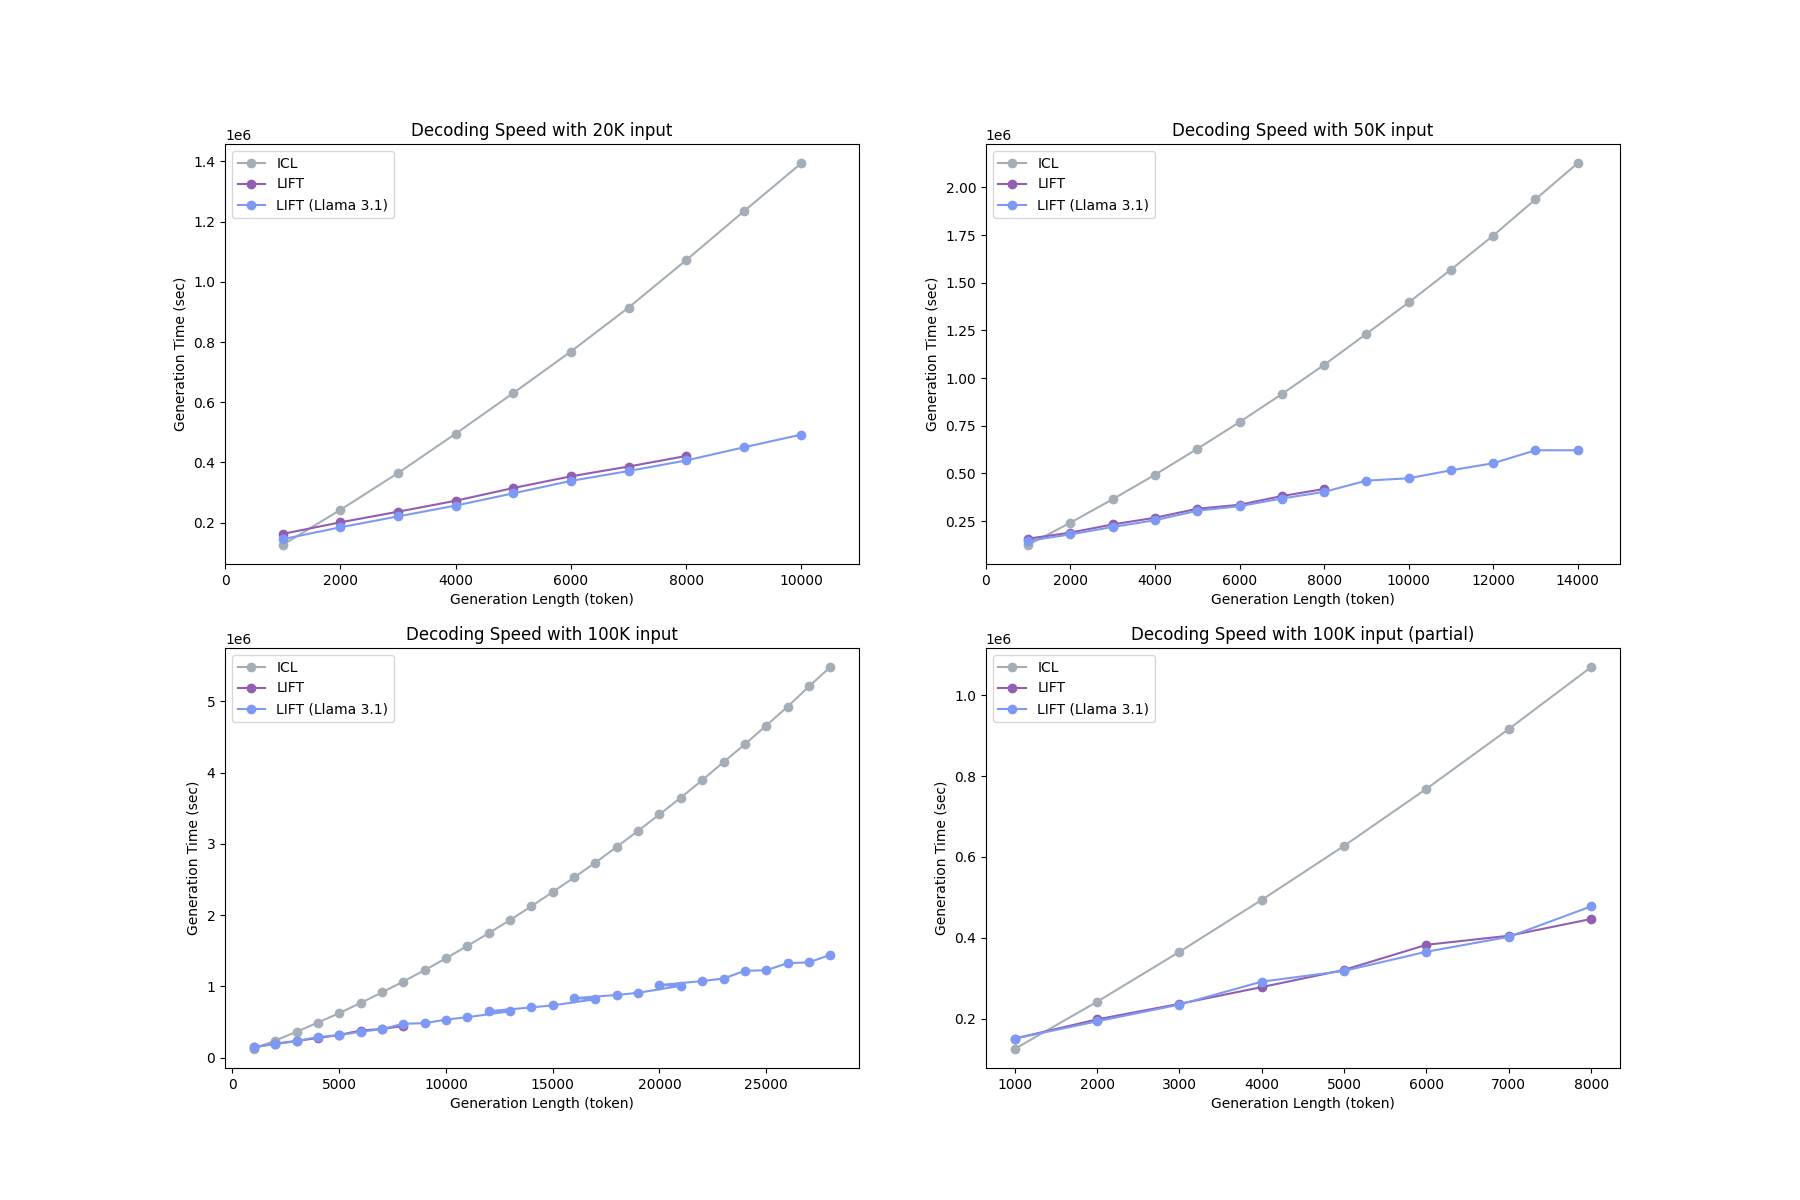 Decoding Speed with 20K input
1e6
ICL
LIFT
LIFT (Llama 3.1)
1.4
1.2
1.0
0.8
0.6
0.4
0.2
Generation Time (sec)
0 2000 4000 6000 8000 10000
Generation Length (token)
Decoding Speed with 50K input
1e6
ICL
LIFT
LIFT (Llama 3.1)
2.00
1.75
1.50
1.25
1.00
0.75
0.50
0.25
Generation Time (sec)
0 2000 4000 6000 8000 10000 12000 14000
Generation Length (token)
Decoding Speed with 100K input
1e6
ICL
LIFT
LIFT (Llama 3.1)
5
4
3
2
1
0
Generation Time (sec)
0 5000 10000 15000 20000 25000
Generation Length (token)
Decoding Speed with 100K input (partial)
1e6
ICL
LIFT
LIFT (Llama 3.1)
1.0
0.8
0.6
0.4
0.2
Generation Time (sec)
1000 2000 3000 4000 5000 6000 7000 8000
Generation Length (token)